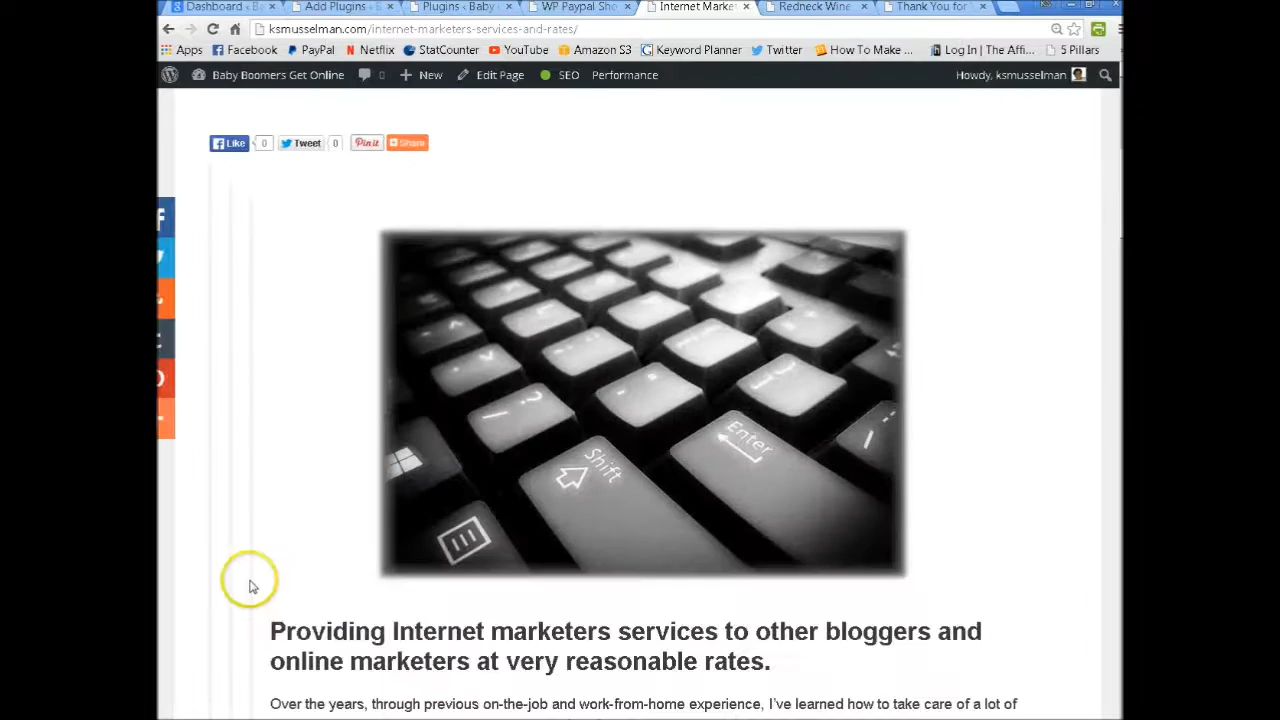 Dashboard ‹ B
Add Plugins ‹ B
Plugins ‹ Baby
WP Paypal Sho
Internet Marke
Redneck Wine
Thank You for
ksmusselman.com/internet-marketers-services-and-rates/
Apps Facebook PayPal Netflix StatCounter YouTube Amazon S3 Keyword Planner Twitter How To Make ... Log In | The Affi... 5 Pillars
Baby Boomers Get Online 0 New Edit Page SEO Performance Howdy, ksmusselman
Like 0 Tweet 0 Pin it Share
Shift
Enter
Providing Internet marketers services to other bloggers and
online marketers at very reasonable rates.
Over the years, through previous on-the-job and work-from-home experience, I've learned how to take care of a lot of